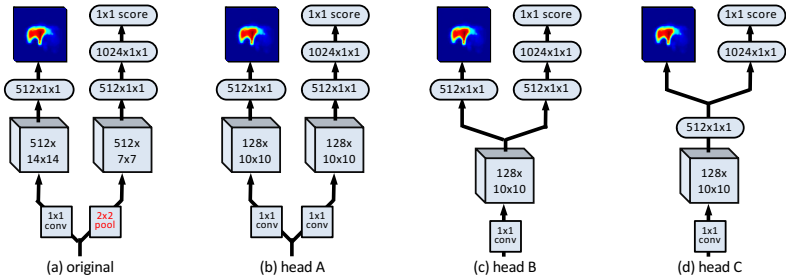 1x1 score
1024x1x1
512x1x1
512x1x1
512x
14x14
512x
7x7
1x1
conv
2x2
pool
(a) original
1x1 score
1024x1x1
512x1x1
512x1x1
128x
10x10
128x
10x10
1x1
conv
1x1
conv
(b) head A
1x1 score
1024x1x1
512x1x1
512x1x1
128x
10x10
1x1
conv
(c) head B
1x1 score
1024x1x1
512x1x1
128x
10x10
1x1
conv
(d) head C